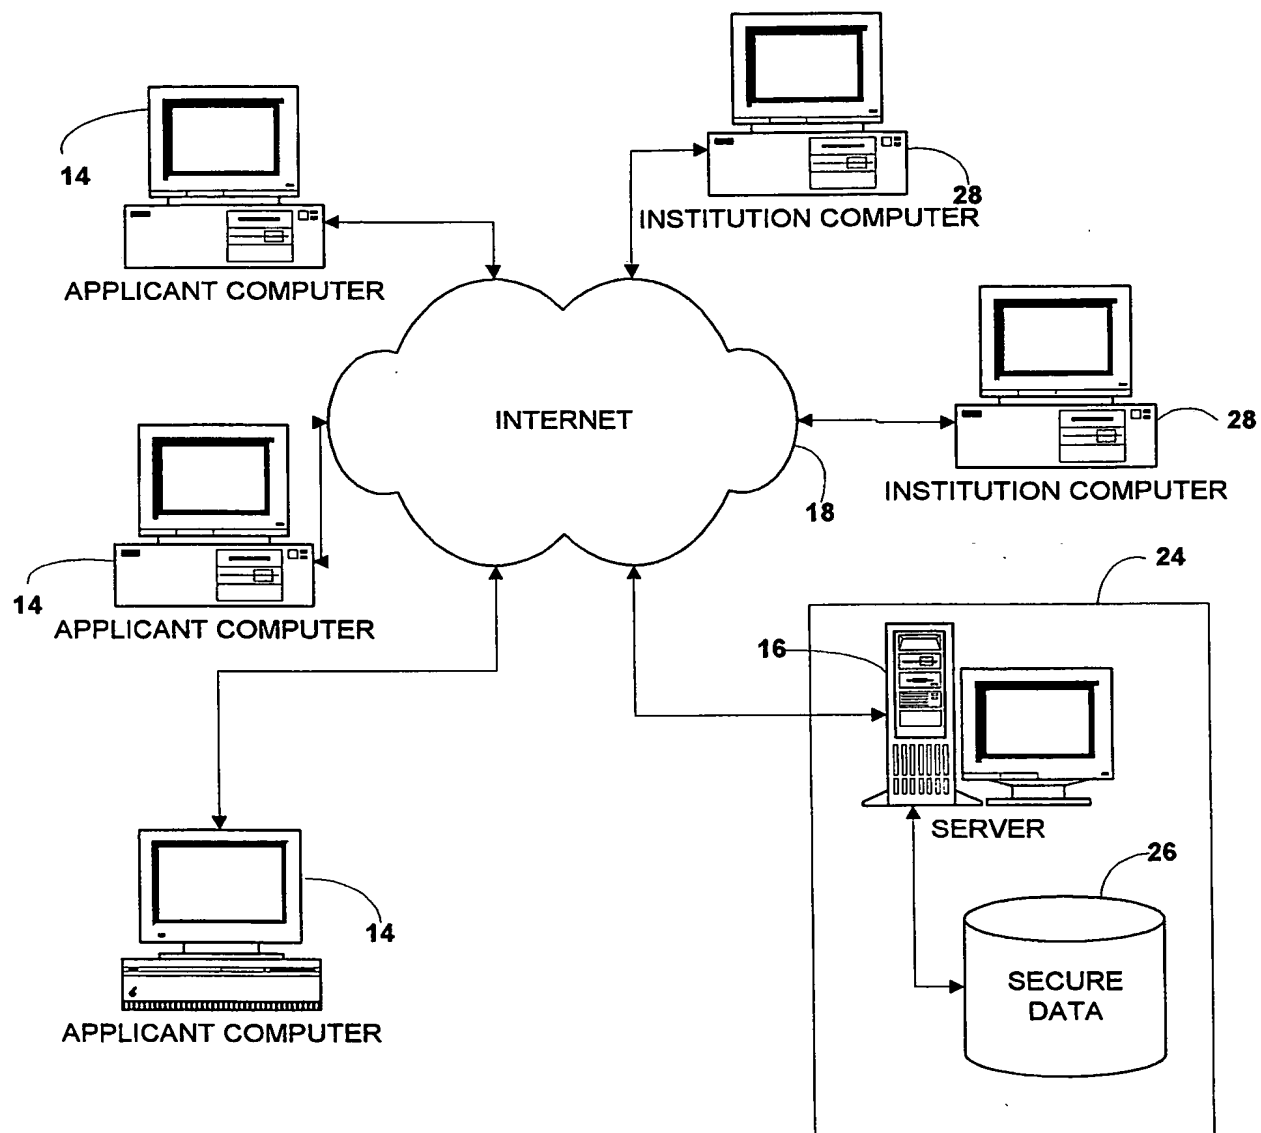 14
APPLICANT COMPUTER
28
INSTITUTION COMPUTER
INTERNET
18
28
INSTITUTION COMPUTER
14
APPLICANT COMPUTER
24
16
SERVER
26
SECURE
DATA
14
APPLICANT COMPUTER